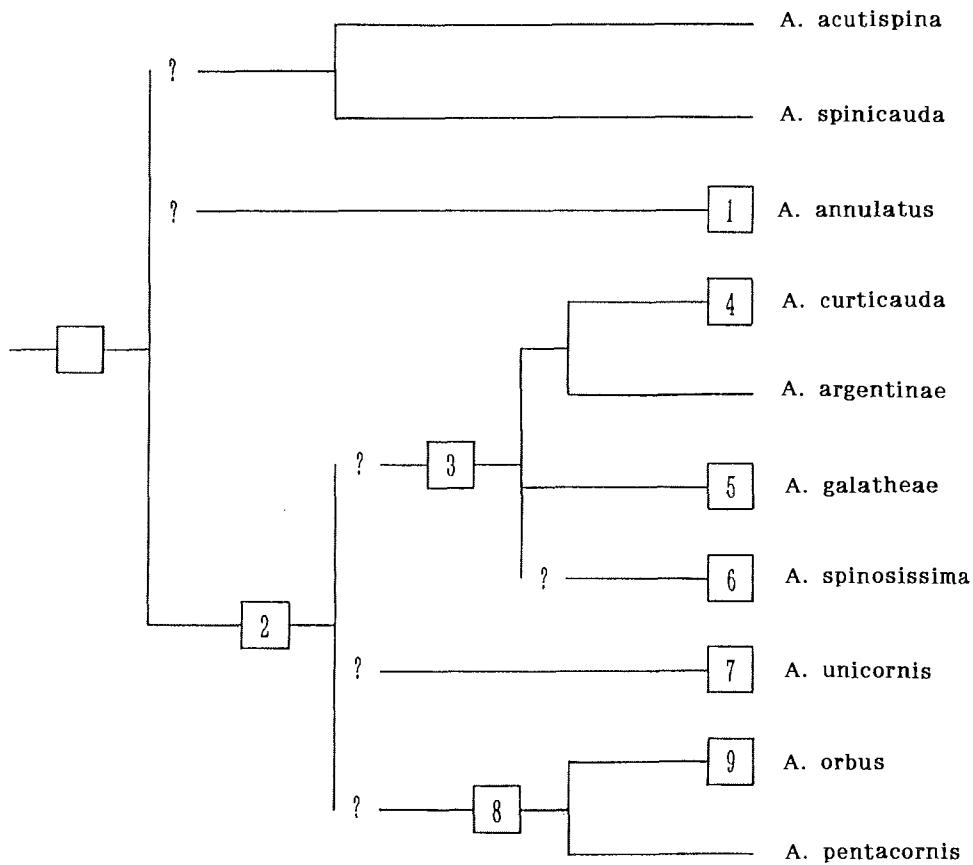 A. acutispina
?
A. spinicauda
? 1 A. annulatus
4 A. curticauda
A. argentinae
? 3
5 A. galatheae
? 6 A. spinosissima
2
? 7 A. unicornis
9 A. orbus
? 8
A. pentacornis